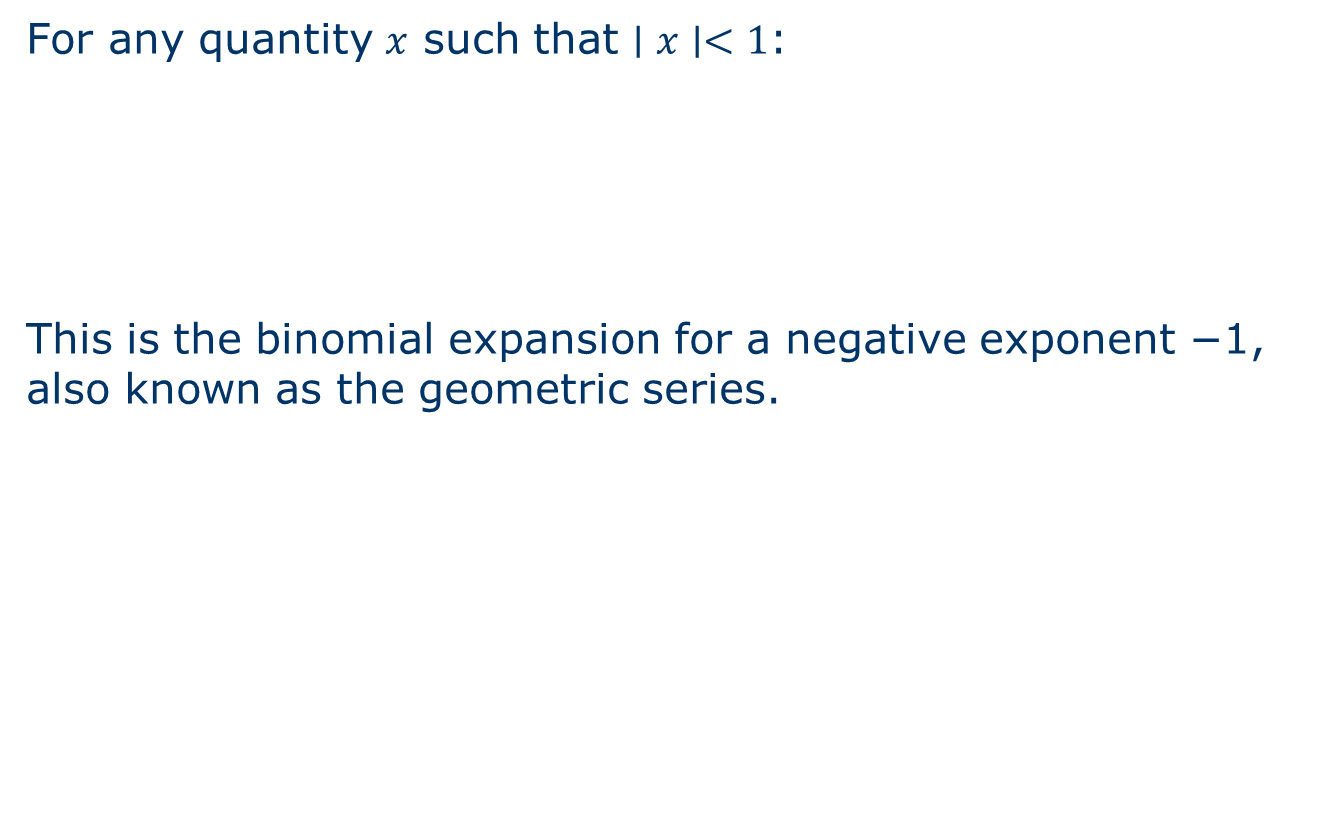 For any quantity 𝑥 such that ∣ 𝑥 ∣< 1:
This is the binomial expansion for a negative exponent −1,
also known as the geometric series.